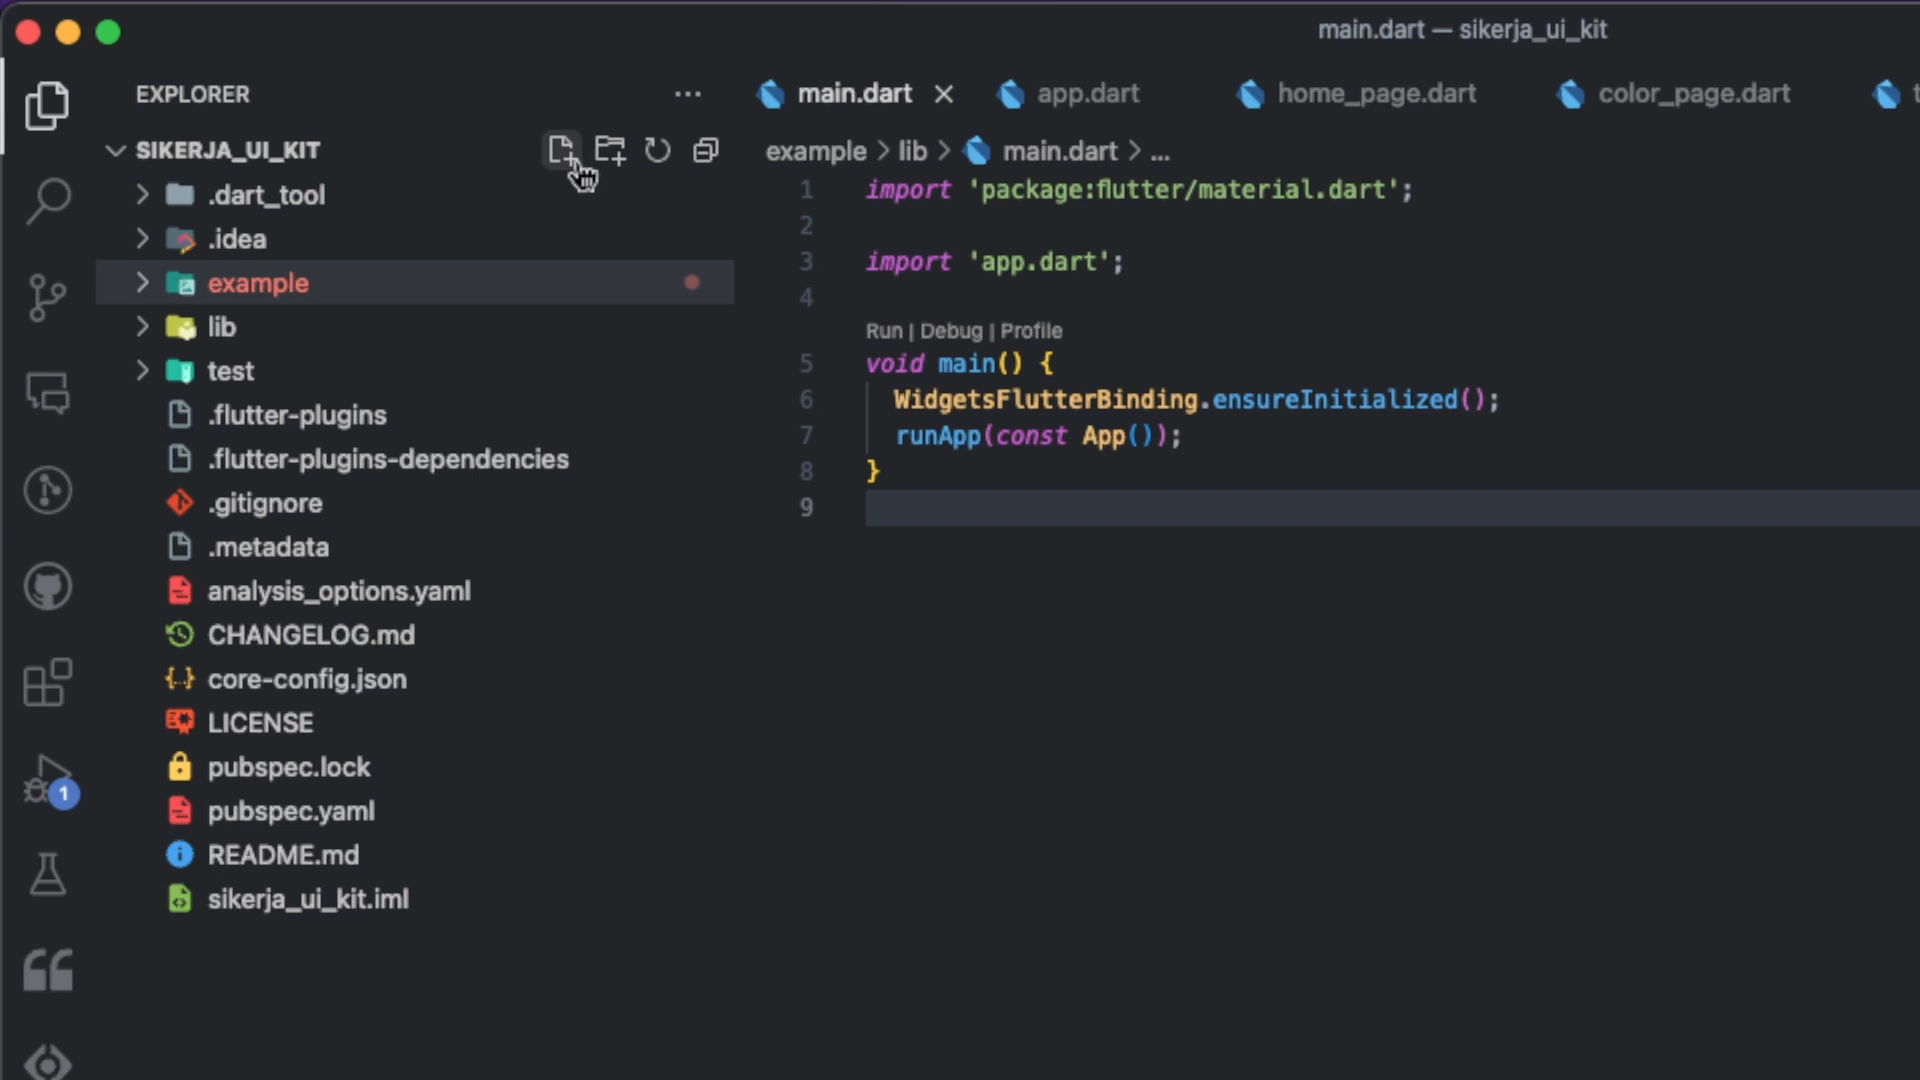 main.dart — sikerja_ui_kit
EXPLORER
SIKERJA_UI_KIT
.dart_tool
.idea
example
lib
test
.flutter-plugins
.flutter-plugins-dependencies
.gitignore
.metadata
analysis_options.yaml
CHANGELOG.md
core-config.json
LICENSE
pubspec.lock
pubspec.yaml
README.md
sikerja_ui_kit.iml
1
main.dart
app.dart
home_page.dart
color_page.dart
example > lib > main.dart > ...
1 import 'package:flutter/material.dart';
2
3 import 'app.dart';
4
Run | Debug | Profile
5 void main() {
6 WidgetsFlutterBinding.ensureInitialized();
7 runApp(const App());
8 }
9